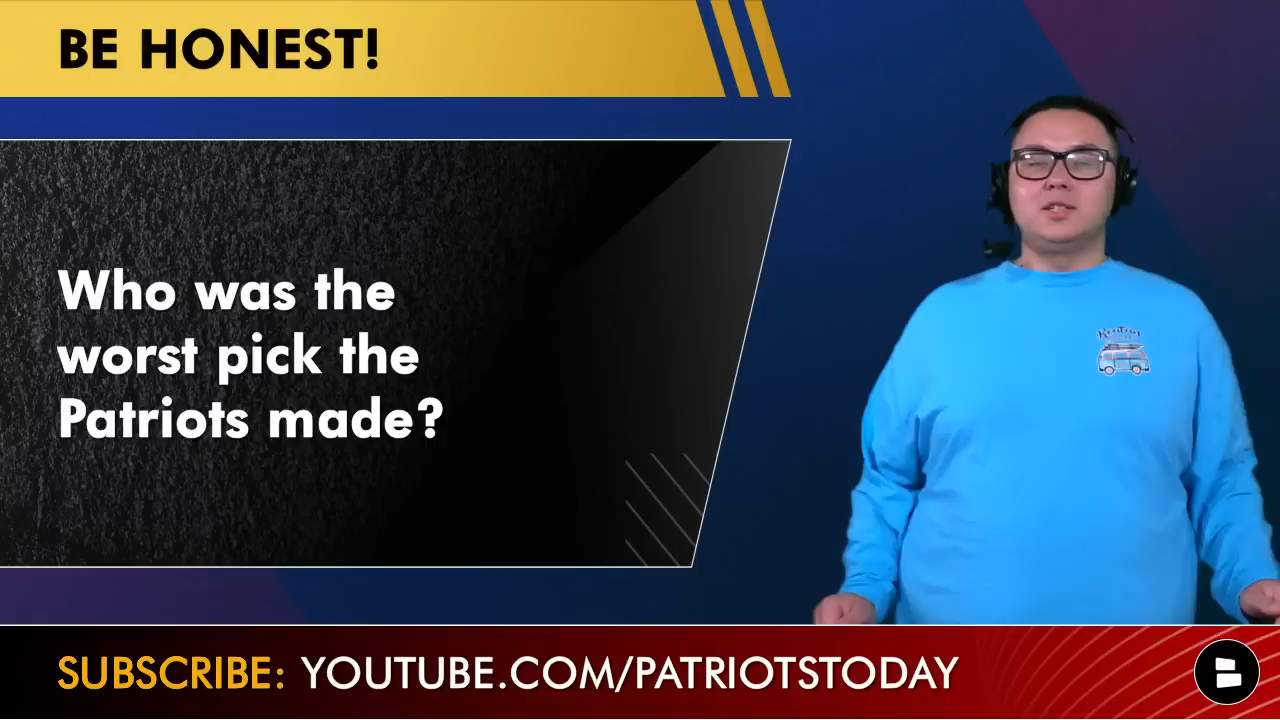 BE HONEST!
Who was the
worst pick the
Patriots made?
SUBSCRIBE: YOUTUBE.COM/PATRIOTSTODAY